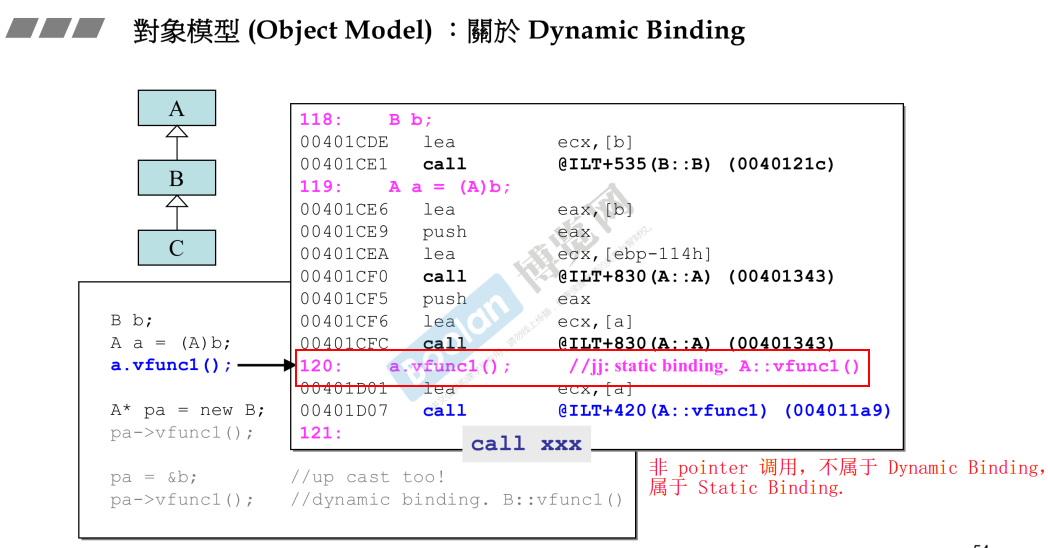 對象模型 (Object Model) ：關於 Dynamic Binding
A
B
C
118: B b;
00401CDE lea ecx,[b]
00401CE1 call @ILT+535(B::B) (0040121c)
119: A a = (A)b;
00401CE6 lea eax,[b]
00401CE9 push eax
00401CEA lea ecx,[ebp-114h]
00401CF0 call @ILT+830(A::A) (00401343)
00401CF5 push eax
00401CF6 lea ecx,[a]
00401CFC call @ILT+830(A::A) (00401343)
120: a.vfunc1(); //jj: static binding. A::vfunc1()
00401D01 lea ecx,[a]
00401D07 call @ILT+420(A::vfunc1) (004011a9)
121:
call xxx
B b;
A a = (A)b;
a.vfunc1();
A* pa = new B;
pa->vfunc1();
pa = &b; //up cast too!
pa->vfunc1(); //dynamic binding. B::vfunc1()
非 pointer 调用，不属于 Dynamic Binding，
属于 Static Binding.
Boolan 博览网